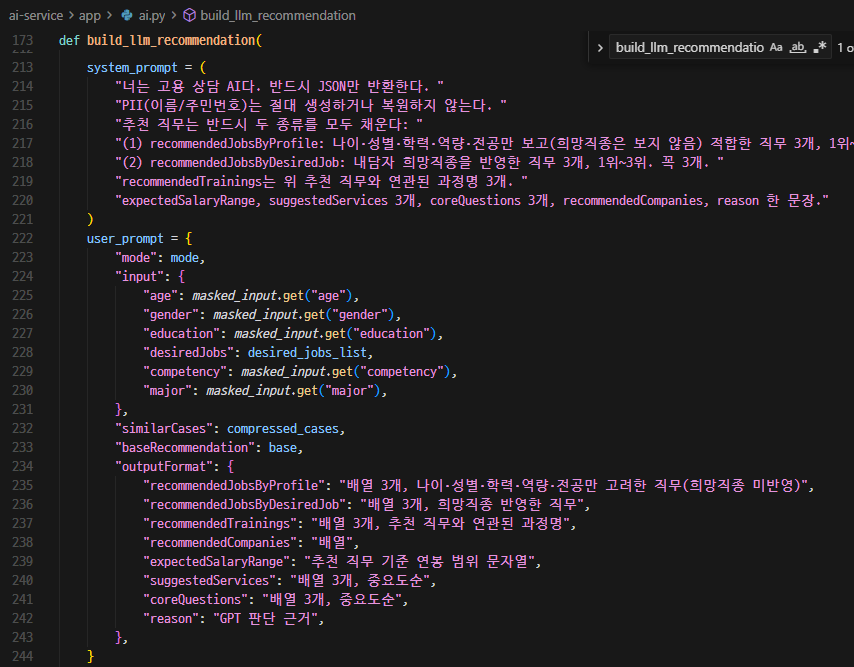 ai-service > app > ai.py > build_llm_recommendation
173 def build_llm_recommendation(
> build_llm_recommendatio Aa ab 1 o
213 system_prompt = (
214 "너는 고용 상담 AI다. 반드시 JSON만 반환한다. "
215 "PII(이름/주민번호)는 절대 생성하거나 복원하지 않는다. "
216 "추천 직무는 반드시 두 종류를 모두 채운다: "
217 "(1) recommendedJobsByProfile: 나이·성별·학력·역량·전공만 보고(희망직종은 보지 않음) 적합한 직무 3개, 1위~
218 "(2) recommendedJobsByDesiredJob: 내담자 희망직종을 반영한 직무 3개, 1위~3위. 꼭 3개. "
219 "recommendedTrainings는 위 추천 직무와 연관된 과정명 3개. "
220 "expectedSalaryRange, suggestedServices 3개, coreQuestions 3개, recommendedCompanies, reason 한 문장."
221 )
222 user_prompt = {
223 "mode": mode,
224 "input": {
225 "age": masked_input.get("age"),
226 "gender": masked_input.get("gender"),
227 "education": masked_input.get("education"),
228 "desiredJobs": desired_jobs_list,
229 "competency": masked_input.get("competency"),
230 "major": masked_input.get("major"),
231 },
232 "similarCases": compressed_cases,
233 "baseRecommendation": base,
234 "outputFormat": {
235 "recommendedJobsByProfile": "배열 3개, 나이·성별·학력·역량·전공만 고려한 직무(희망직종 미반영)",
236 "recommendedJobsByDesiredJob": "배열 3개, 희망직종 반영한 직무",
237 "recommendedTrainings": "배열 3개, 추천 직무와 연관된 과정명",
238 "recommendedCompanies": "배열",
239 "expectedSalaryRange": "추천 직무 기준 연봉 범위 문자열",
240 "suggestedServices": "배열 3개, 중요도순",
241 "coreQuestions": "배열 3개, 중요도순",
242 "reason": "GPT 판단 근거",
243 },
244 }